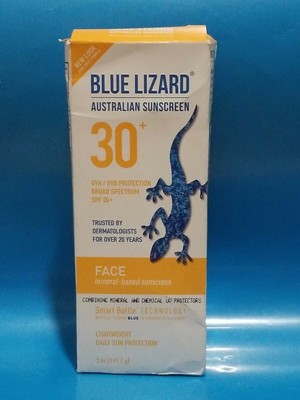 NEW LOOK
BLUE LIZARD®
AUSTRALIAN SUNSCREEN
30+
UVA / UVB PROTECTION
BROAD SPECTRUM
SPF 30+
TRUSTED BY
DERMATOLOGISTS
FOR OVER 20 YEARS
FACE
mineral-based sunscreen
COMBINING MINERAL AND CHEMICAL UV PROTECTORS
Smart Bottle TECHNOLOGY
BLUE
LIGHTWEIGHT
DAILY SUN PROTECTION